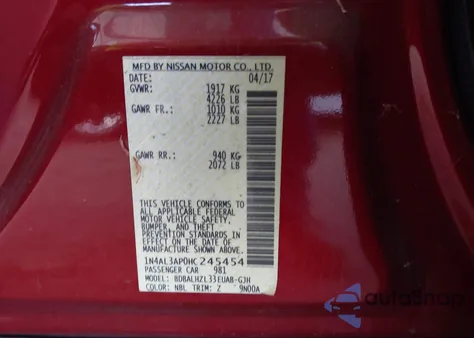 MFD BY NISSAN MOTOR CO., LTD.
DATE: 04/17
GVWR: 1917 KG
4226 LB
GAWR FR.: 1010 KG
2227 LB
GAWR RR.: 940 KG
2072 LB
THIS VEHICLE CONFORMS TO
ALL APPLICABLE FEDERAL
MOTOR VEHICLE SAFETY,
BUMPER, AND THEFT
PREVENTION STANDARDS IN
EFFECT ON THE DATE OF
MANUFACTURE SHOWN ABOVE.
1N4AL3AP0HC245454
PASSENGER CAR 981
MODEL: BDBALHZL33EUAB-GJH
COLOR: NBL TRIM: Z 9N00A
autoSnap